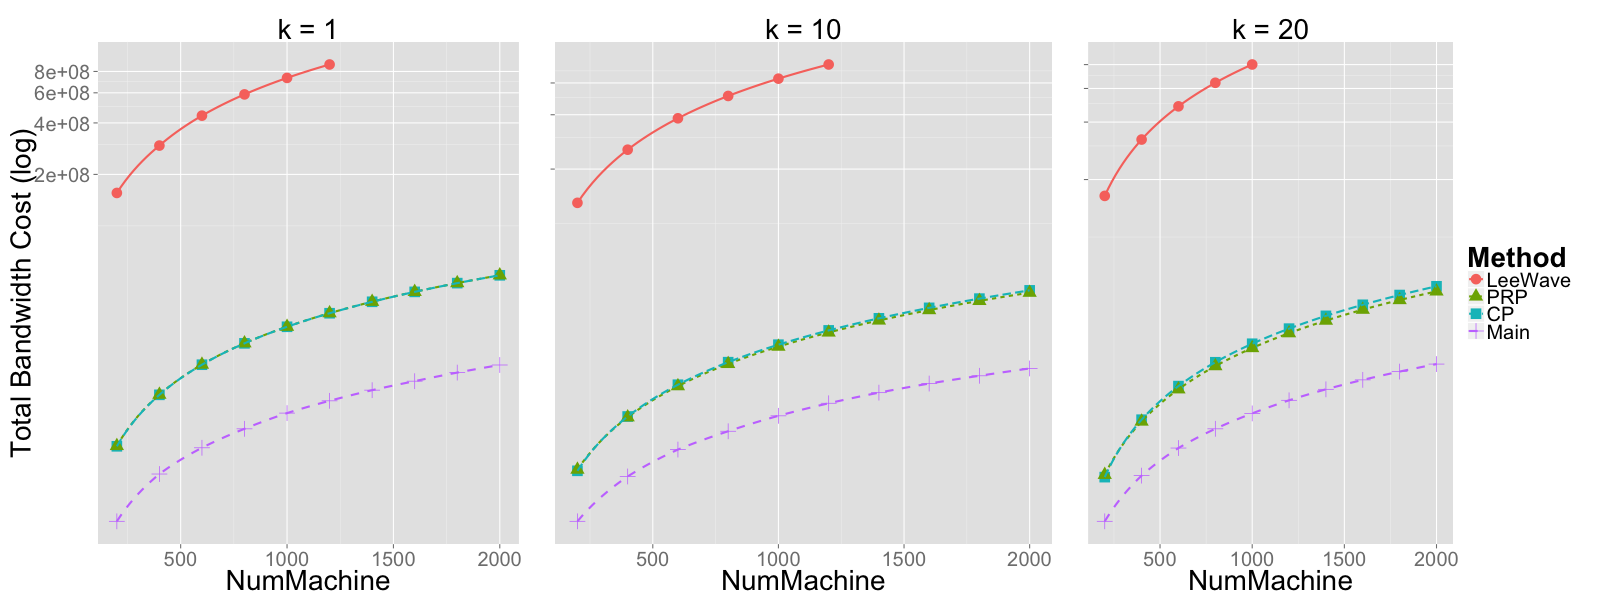 k = 1
k = 10
k = 20
Total Bandwidth Cost (log)
8e+08
6e+08
4e+08
2e+08
500 1000 1500 2000
500 1000 1500 2000
500 1000 1500 2000
NumMachine
NumMachine
NumMachine
Method
LeeWave
PRP
CP
Main